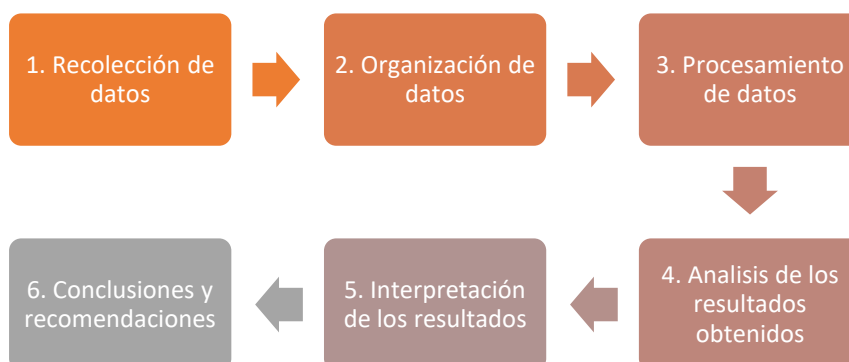 1. Recolección de
datos
2. Organización de
datos
3. Procesamiento
de datos
4. Analisis de los
resultados
obtenidos
5. Interpretación
de los resultados
6. Conclusiones y
recomendaciones